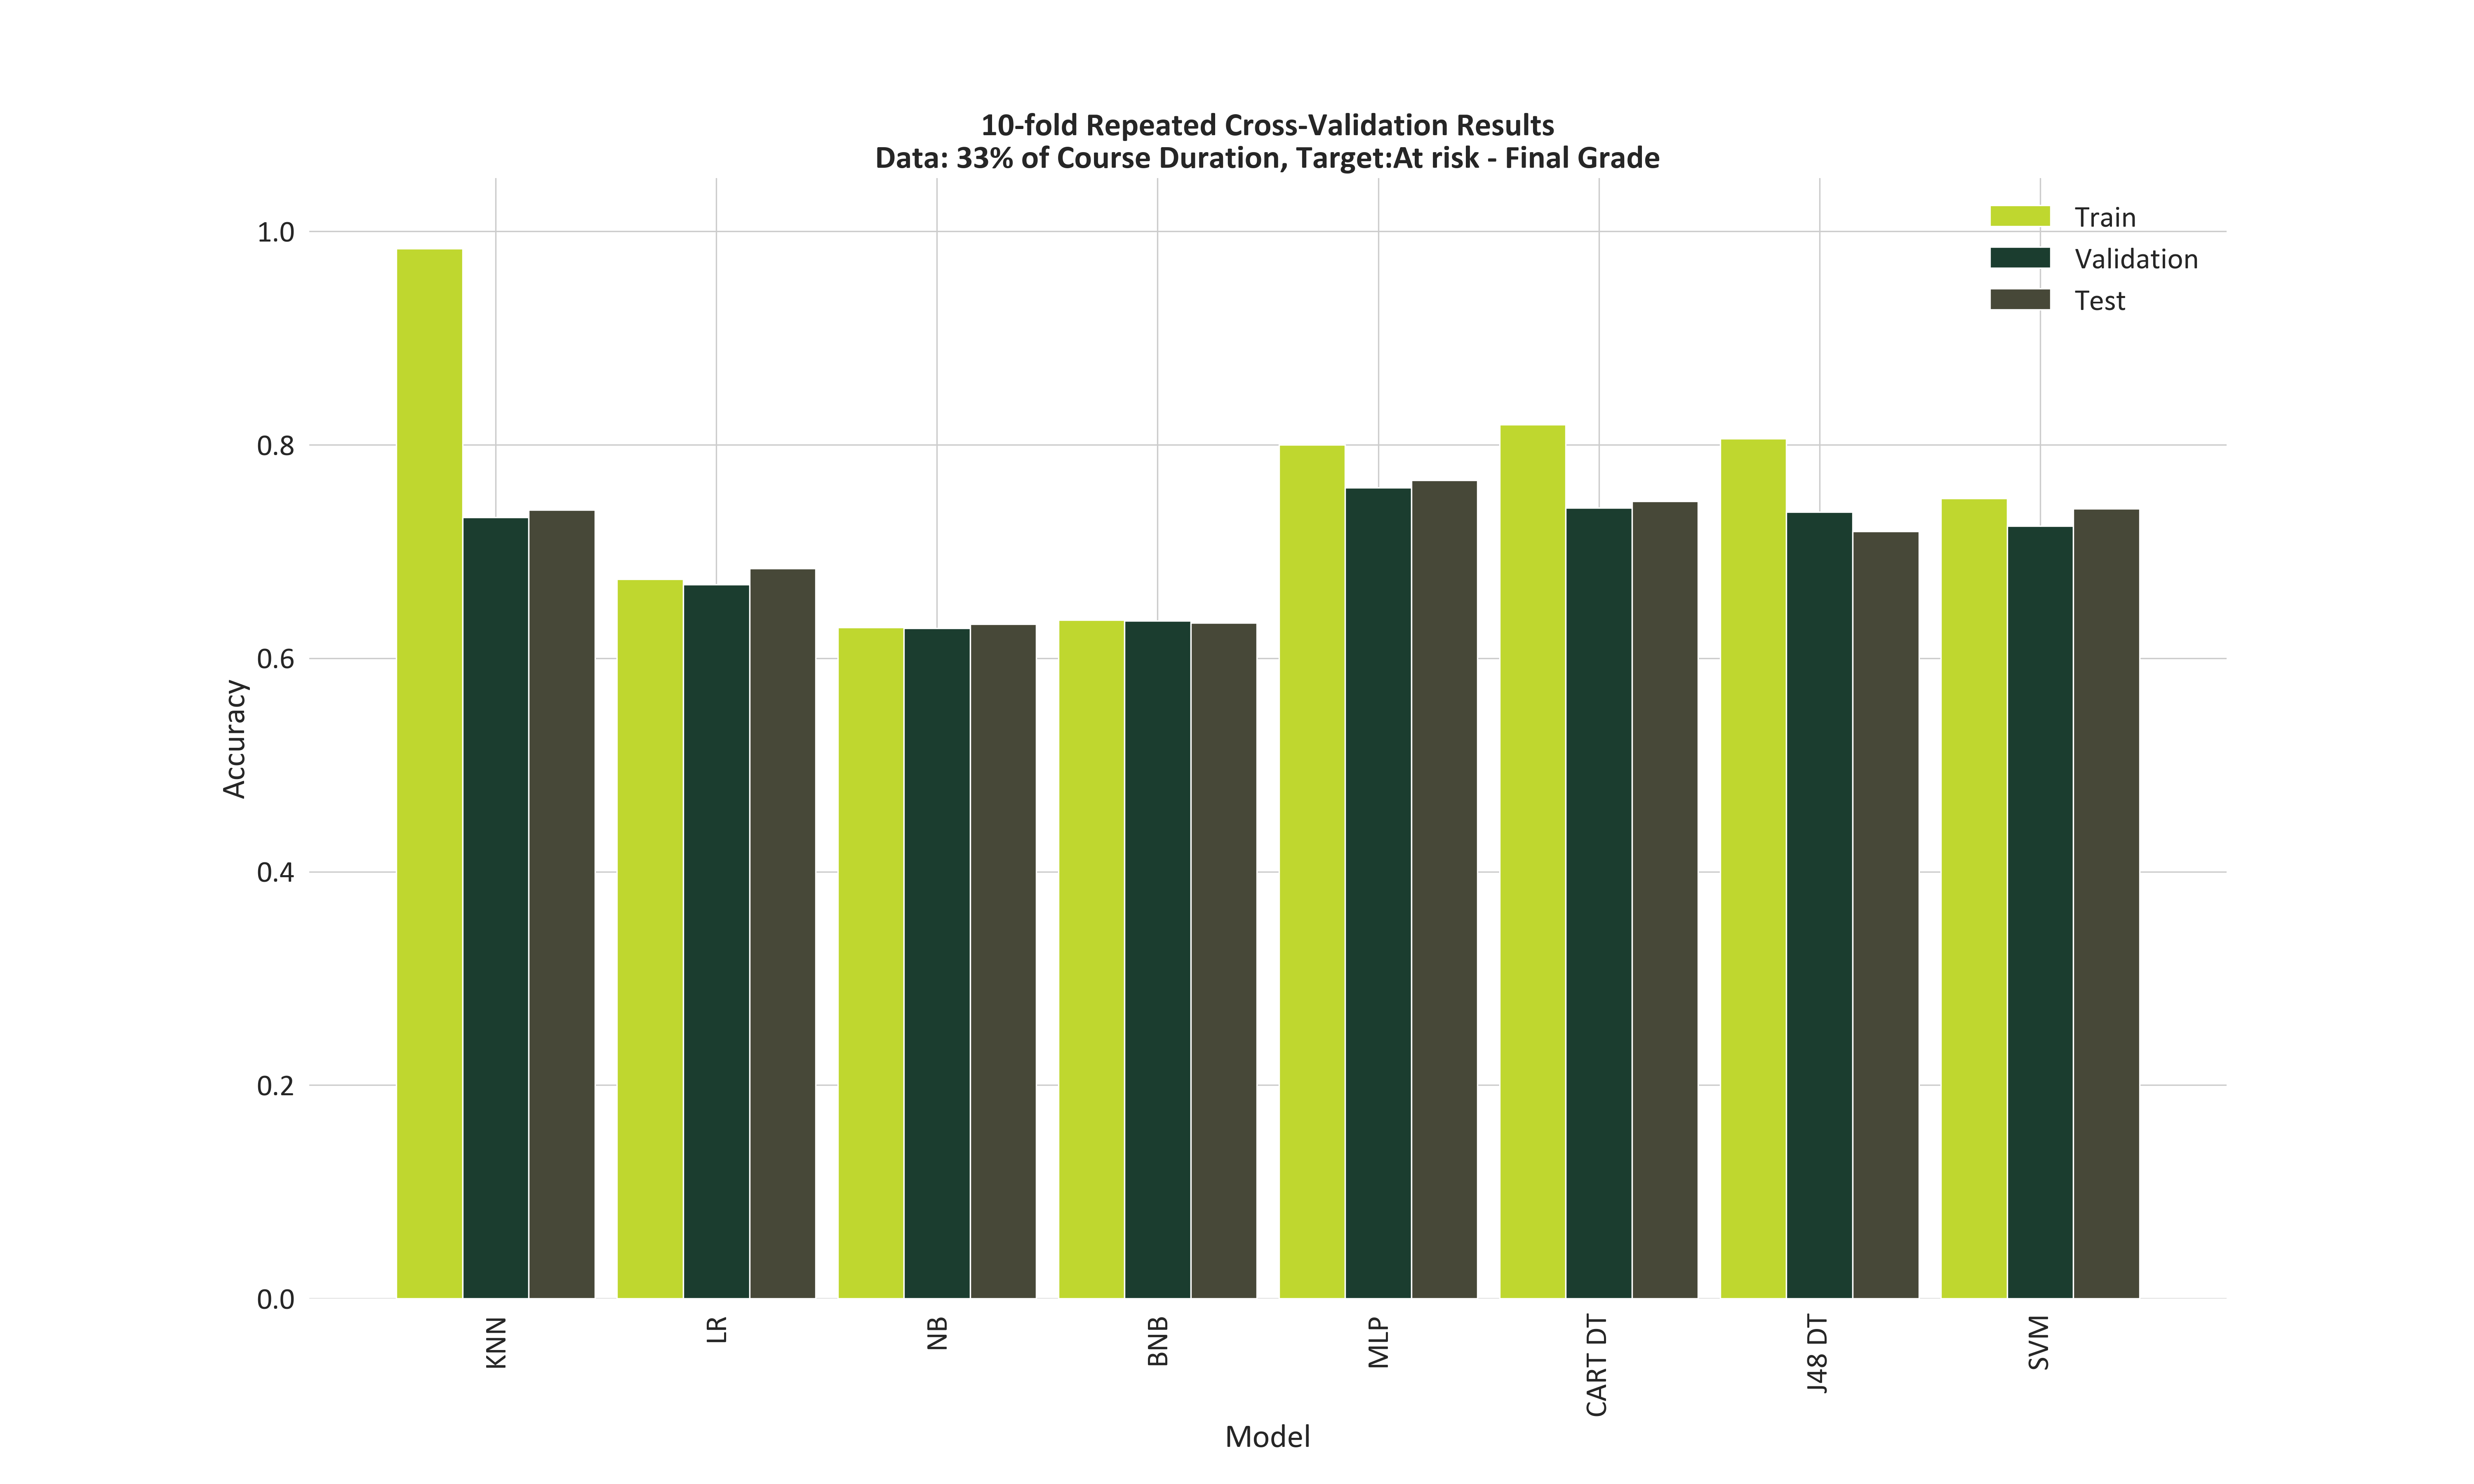 10-fold Repeated Cross-Validation Results
Data: 33% of Course Duration, Target:At risk - Final Grade
Train
Validation
Test
1.0
0.8
0.6
0.4
0.2
0.0
Accuracy
KNN
LR
NB
BNB
MLP
CART DT
J48 DT
SVM
Model